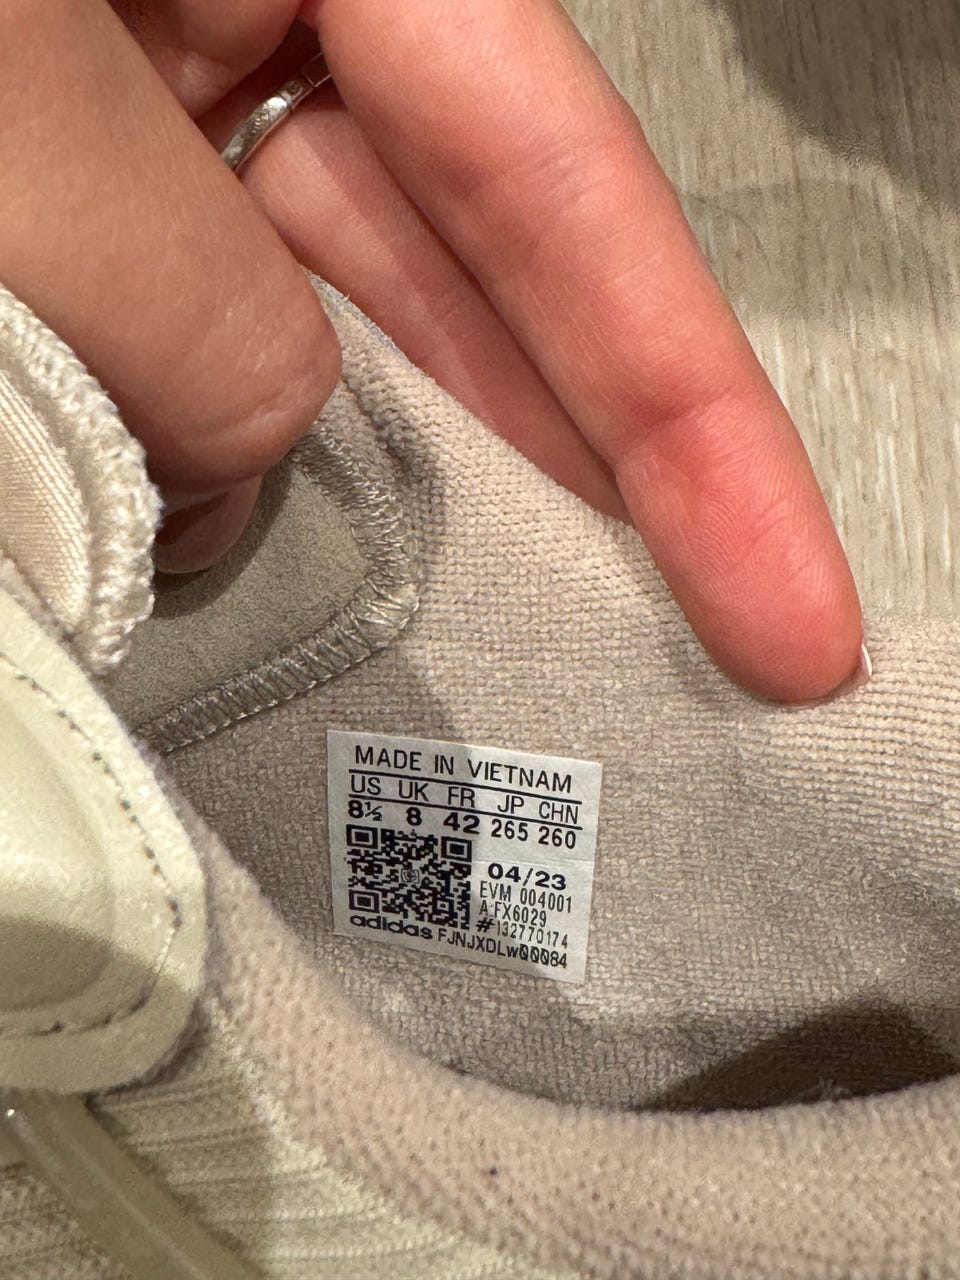 MADE IN VIETNAM
US UK FR JP CHN
8½ 8 42 265 260
04/23
EVM 004001
A.FX6029
#132770174
adidas FJNJXDLw00084